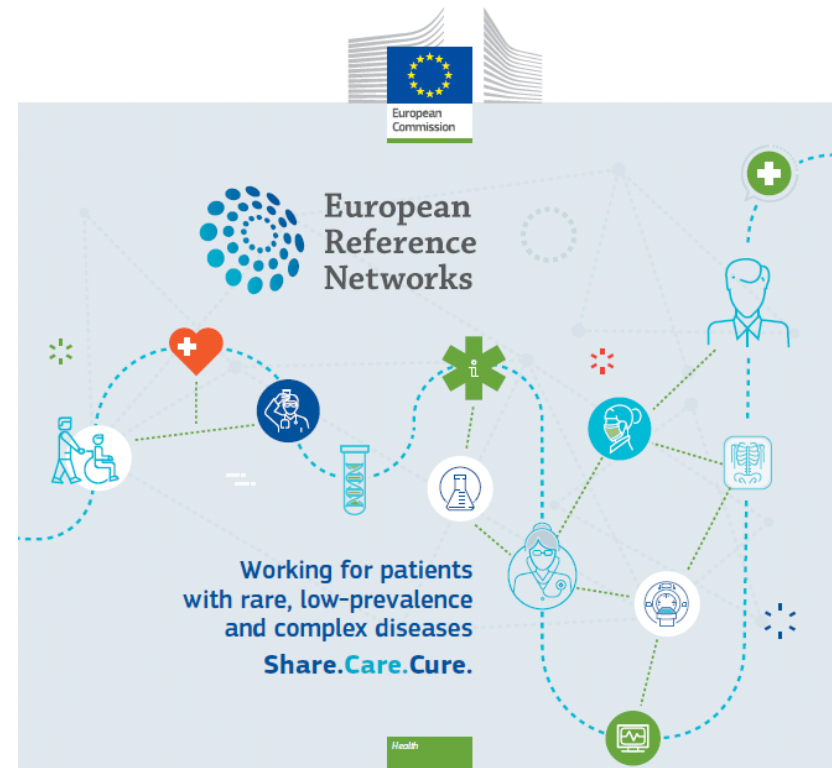 European
Commission
European
Reference
Networks
i
Working for patients
with rare, low-prevalence
and complex diseases
Share.Care.Cure.
Health